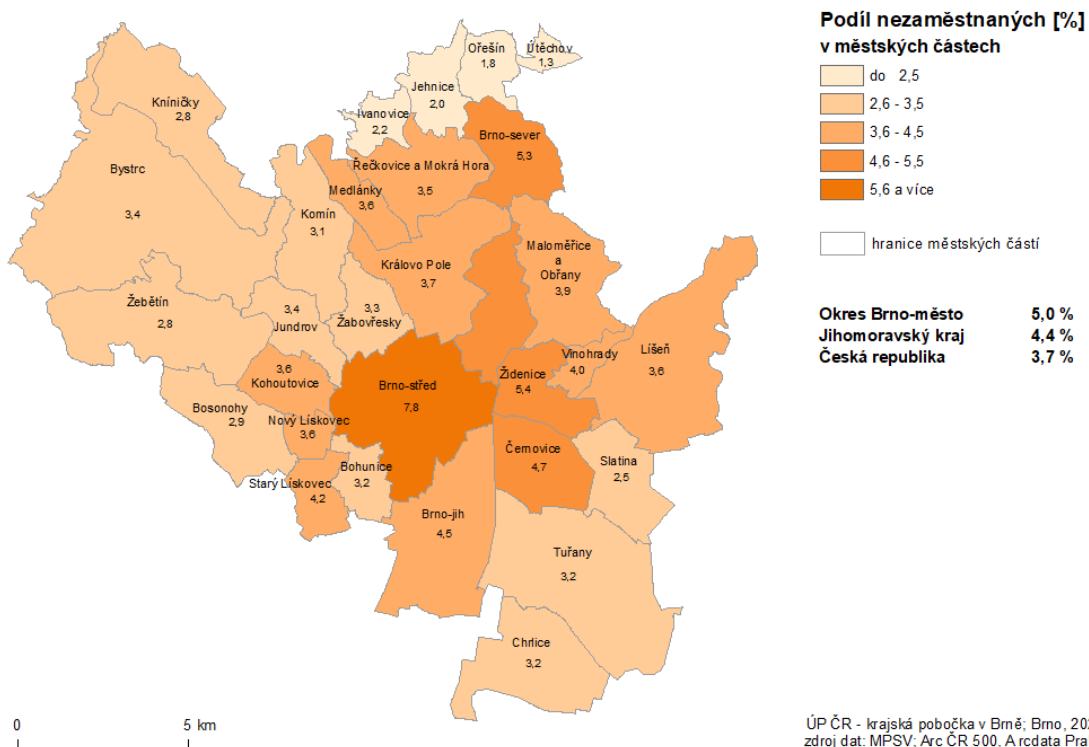 Podíl nezaměstnaných [%]
v městských částech
do 2,5
2,6 - 3,5
3,6 - 4,5
4,6 - 5,5
5,6 a více
hranice městských částí
Okres Brno-město 5,0 %
Jihomoravský kraj 4,4 %
Česká republika 3,7 %
Ořešín
1,8
Útěchov
1,3
Jehnice
2,0
Ivanovice
2,2
Kníničky
2,8
Brno-sever
5,3
Řečkovice a Mokrá Hora
3,5
Medlánky
3,6
Bystrc
3,4
Komín
3,1
Maloměřice
a
Obřany
3,9
Královo Pole
3,7
Žebětín
2,8
3,4
Jundrov
3,3
Žabovřesky
Líšeň
3,6
Vinohrady
4,0
Židenice
5,4
3,6
Kohoutovice
Brno-střed
7,8
Bosonohy
2,9
Nový Lískovec
3,6
Černovice
4,7
Slatina
2,5
Bohunice
3,2
Starý Lískovec
4,2
Brno-jih
4,5
Tuřany
3,2
Chrlice
3,2
0 5 km
ÚP ČR - krajská pobočka v Brně; Brno,
zdroj dat: MPSV; Arc ČR 500, Arcdata